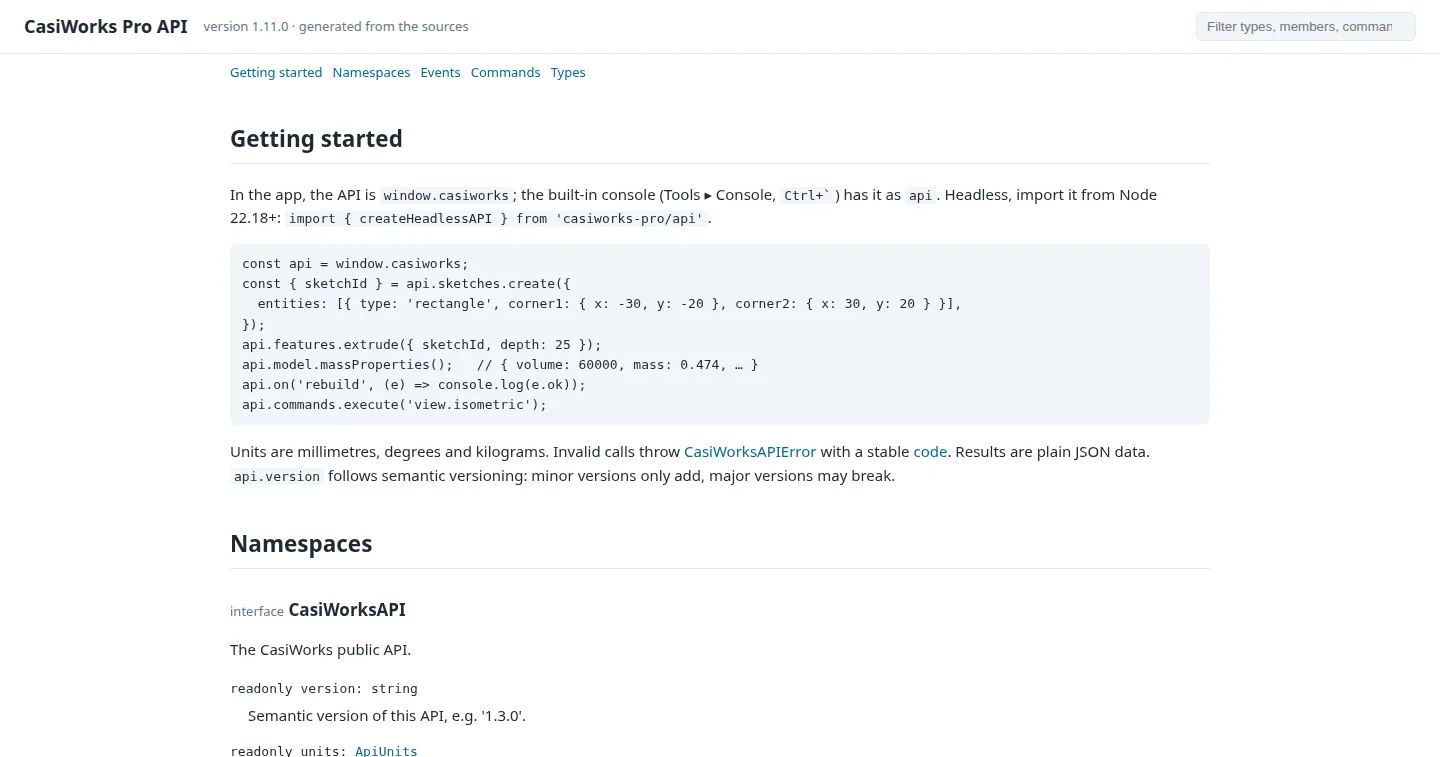 CasiWorks Pro API version 1.11.0 · generated from the sources Filter types, members, comman
Getting started Namespaces Events Commands Types
Getting started
In the app, the API is window.casiworks; the built-in console (Tools ▸ Console, Ctrl+`) has it as api. Headless, import it from Node
22.18+: import { createHeadlessAPI } from 'casiworks-pro/api'.
const api = window.casiworks;
const { sketchId } = api.sketches.create({
  entities: [{ type: 'rectangle', corner1: { x: -30, y: -20 }, corner2: { x: 30, y: 20 } }],
});
api.features.extrude({ sketchId, depth: 25 });
api.model.massProperties();   // { volume: 60000, mass: 0.474, … }
api.on('rebuild', (e) => console.log(e.ok));
api.commands.execute('view.isometric');
Units are millimetres, degrees and kilograms. Invalid calls throw CasiWorksAPIError with a stable code. Results are plain JSON data.
api.version follows semantic versioning: minor versions only add, major versions may break.
Namespaces
interface CasiWorksAPI
The CasiWorks public API.
readonly version: string
Semantic version of this API, e.g. '1.3.0'.
readonly units: ApiUnits